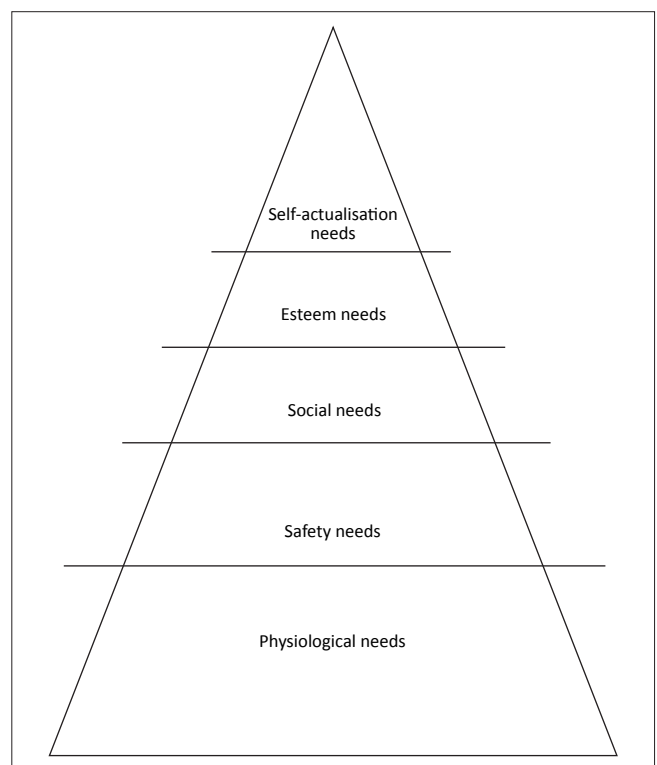 Self-actualisation
needs
Esteem needs
Social needs
Safety needs
Physiological needs